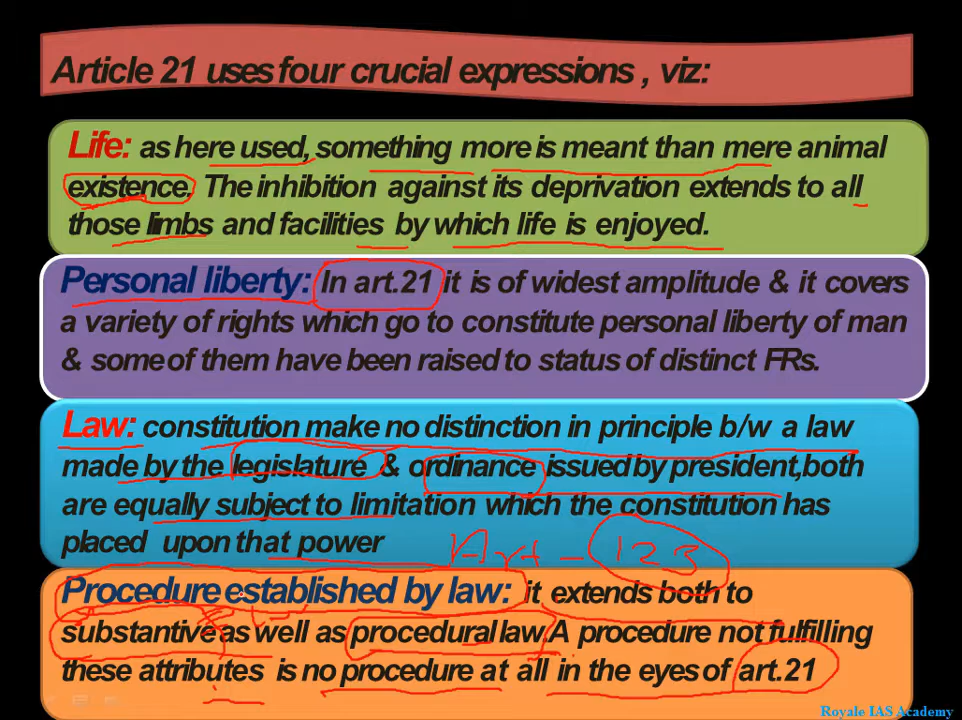 Article 21 uses four crucial expressions , viz:
Life: as here used, something more is meant than mere animal
existence. The inhibition against its deprivation extends to all
those limbs and facilities by which life is enjoyed.
Personal liberty: In art.21 it is of widest amplitude & it covers
a variety of rights which go to constitute personal liberty of man
& some of them have been raised to status of distinct FRs.
Law: constitution make no distinction in principle b/w a law
made by the legislature & ordinance issued by president,both
are equally subject to limitation which the constitution has
placed upon that power
Art - 123
Procedure established by law: it extends both to
substantive as well as procedural law. A procedure not fulfilling
these attributes is no procedure at all in the eyes of art.21
Royale IAS Academy